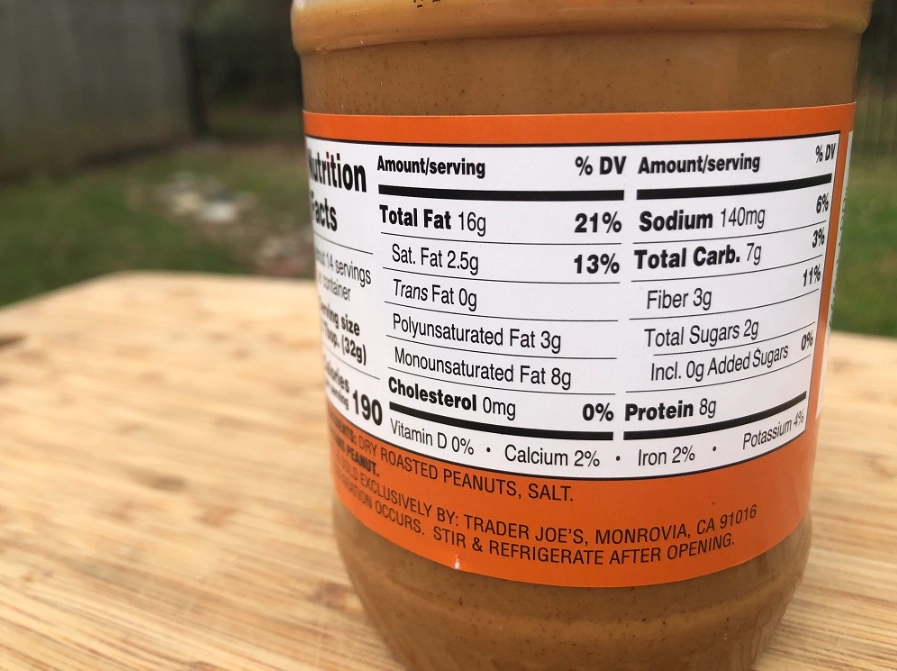 Nutrition
Facts
14 servings
container
size
(32g)
190
Amount/serving % DV
Total Fat 16g 21%
Sat. Fat 2.5g 13%
Trans Fat 0g
Polyunsaturated Fat 3g
Monounsaturated Fat 8g
Cholesterol 0mg 0%
Amount/serving % DV
Sodium 140mg 6%
Total Carb. 7g 3%
Fiber 3g 11%
Total Sugars 2g
Incl. 0g Added Sugars 0%
Protein 8g
Vitamin D 0% • Calcium 2% • Iron 2% • Potassium 4%
DRY ROASTED PEANUTS, SALT.
PEANUT.
EXCLUSIVELY BY: TRADER JOE'S, MONROVIA, CA 91016
OCCURS. STIR & REFRIGERATE AFTER OPENING.